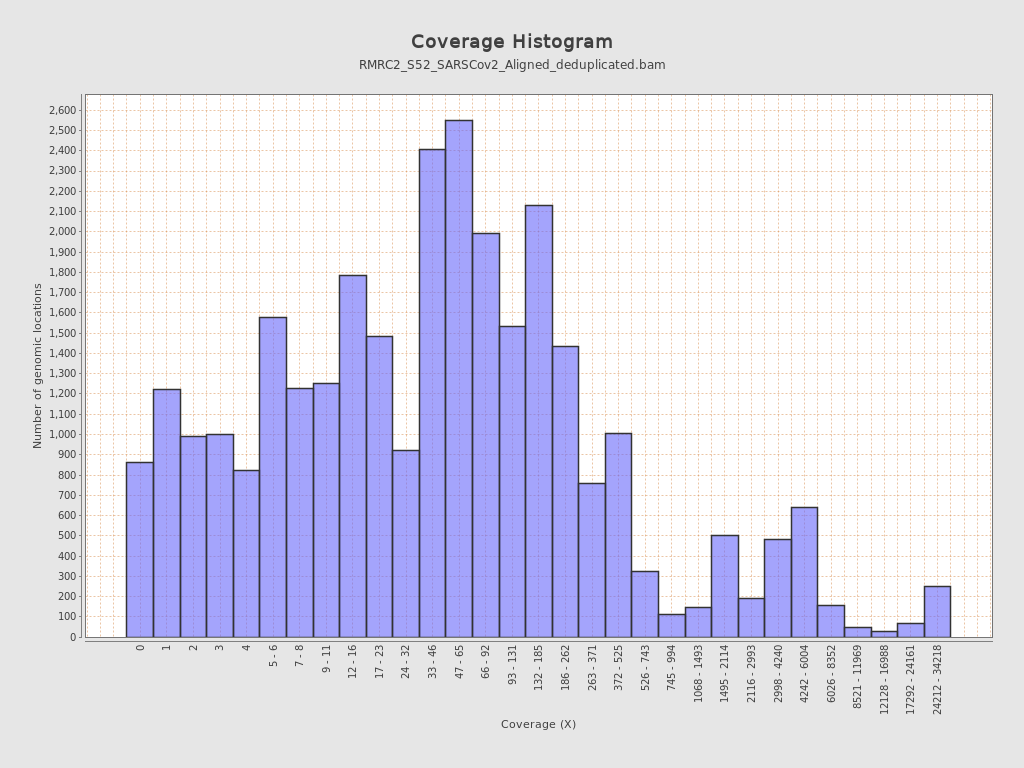 Coverage Histogram
RMRC2_S52_SARSCov2_Aligned_deduplicated.bam
2,600
2,500
2,400
2,300
2,200
2,100
2,000
1,900
1,800
1,700
1,600
1,500
1,400
1,300
1,200
1,100
1,000
900
800
700
600
500
400
300
200
100
0
Number of genomic locations
0
1
2
3
4
5 - 6
7 - 8
9 - 11
12 - 16
17 - 23
24 - 32
33 - 46
47 - 65
66 - 92
93 - 131
132 - 185
186 - 262
263 - 371
372 - 525
526 - 743
745 - 994
1068 - 1493
1495 - 2114
2116 - 2993
2998 - 4240
4242 - 6004
6026 - 8352
8521 - 11969
12128 - 16988
17292 - 24161
24212 - 34218
Coverage (X)